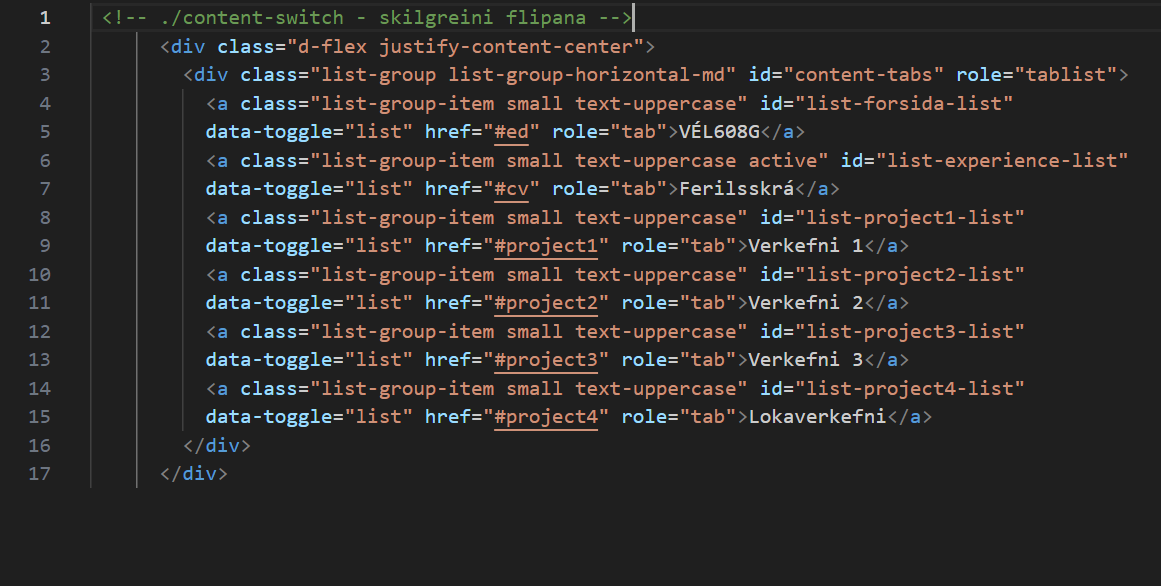 1 <!-- ./content-switch - skilgreini flipana -->
2 <div class="d-flex justify-content-center">
3 <div class="list-group list-group-horizontal-md" id="content-tabs" role="tablist">
4 <a class="list-group-item small text-uppercase" id="list-forsida-list"
5 data-toggle="list" href="#ed" role="tab">VÉL608G</a>
6 <a class="list-group-item small text-uppercase active" id="list-experience-list"
7 data-toggle="list" href="#cv" role="tab">Ferilsskrá</a>
8 <a class="list-group-item small text-uppercase" id="list-project1-list"
9 data-toggle="list" href="#project1" role="tab">Verkefni 1</a>
10 <a class="list-group-item small text-uppercase" id="list-project2-list"
11 data-toggle="list" href="#project2" role="tab">Verkefni 2</a>
12 <a class="list-group-item small text-uppercase" id="list-project3-list"
13 data-toggle="list" href="#project3" role="tab">Verkefni 3</a>
14 <a class="list-group-item small text-uppercase" id="list-project4-list"
15 data-toggle="list" href="#project4" role="tab">Lokaverkefni</a>
16 </div>
17 </div>